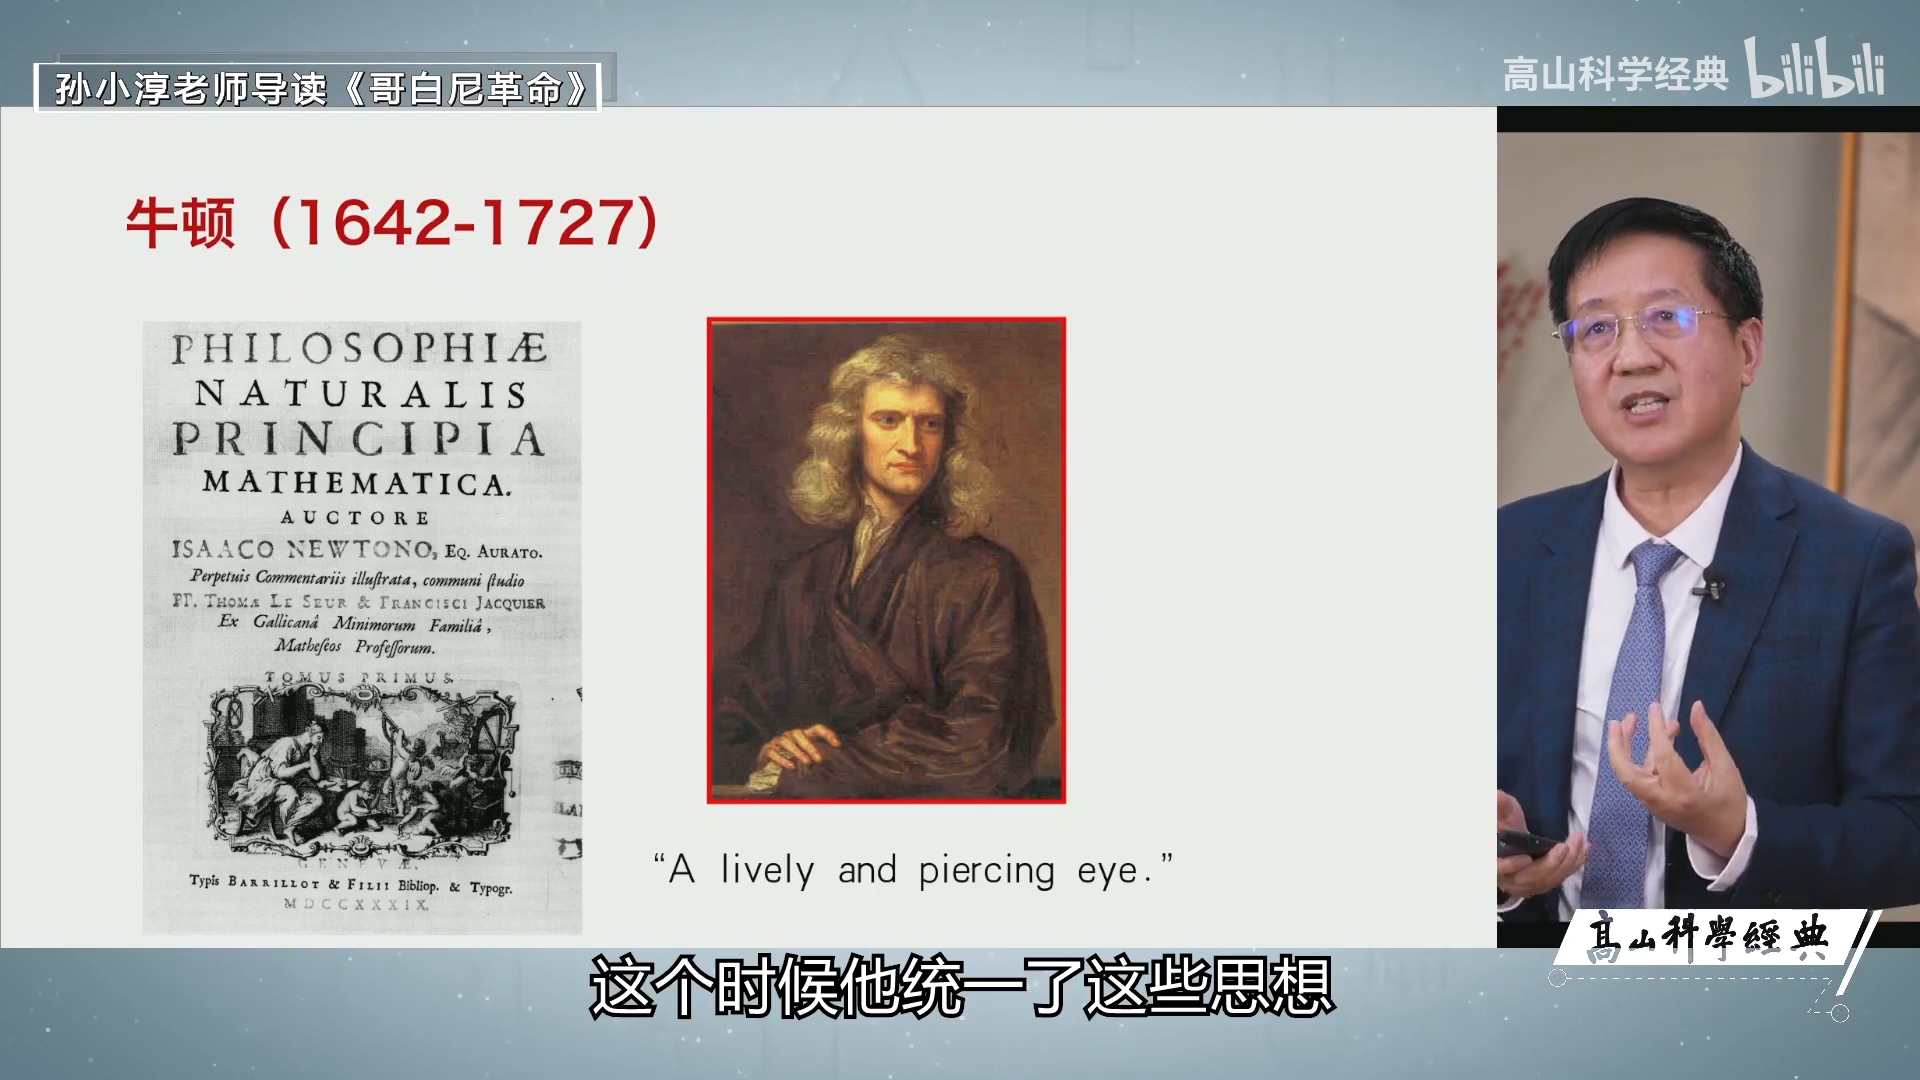 孙小淳老师导读《哥白尼革命》
高山科学经典 bilibili
牛顿（1642-1727）
PHILOSOPHIÆ
NATURALIS
PRINCIPIA
MATHEMATICA.
AUCTORE
ISAACO NEWTONO, EQ. AURATO.
Perpetuis Commentariis illuſtrata, communi ſtudio
PP. THOMÆ LE SEUR & FRANCISCI JACQUIER
Ex Gallicanâ Minimorum Familiâ,
Matheſeos Profeſſorum.
TOMUS PRIMUS.
GENEVÆ,
Typis BARRILLOT & FILII Bibliop. & Typogr.
MDCCXXXIX.
“A lively and piercing eye.”
高山科學經典
这个时候他统一了这些思想